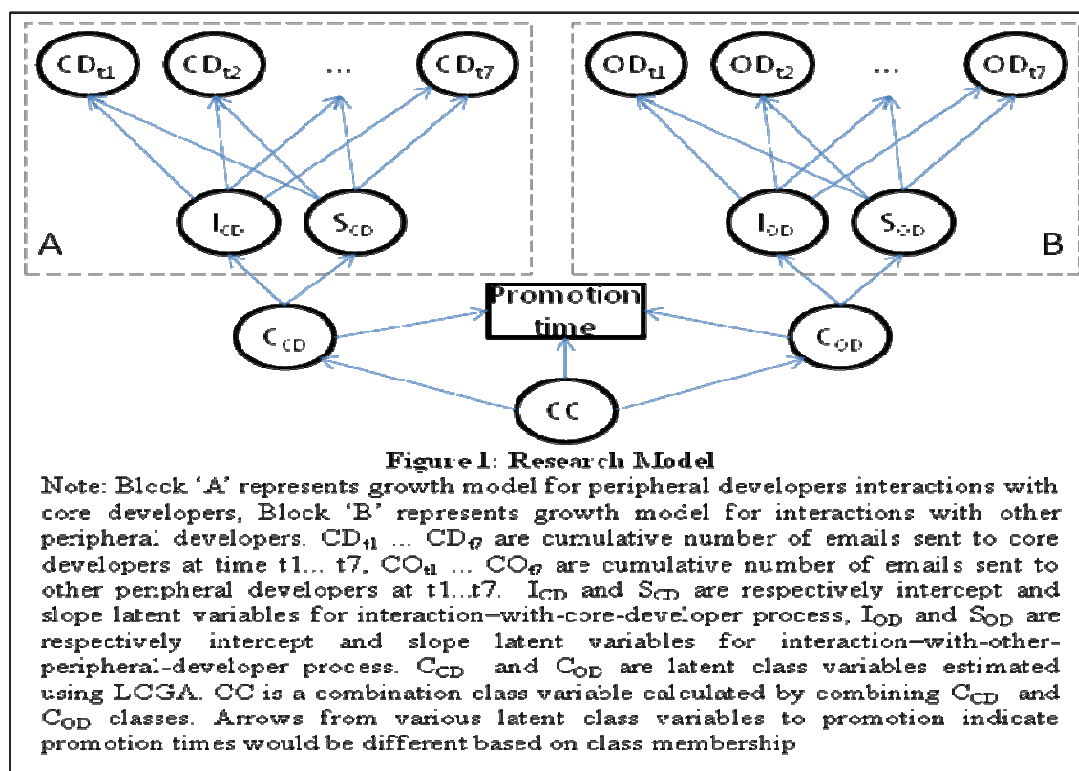 CDt1 CDt2 ... CDt7 ODt1 ODt2 ... ODt7
ICD SCD IOD SOD
A B
Promotion
time
CCD COD
CC
Figure 1: Research Model
Note: Block ‘A’ represents growth model for peripheral developers interactions with
core developers, Block ‘B’ represents growth model for interactions with other
peripheral developers. CDt1 ... CDt7 are cumulative number of emails sent to core
developers at time t1... t7. COt1 ... COt7 are cumulative number of emails sent to
other peripheral developers at t1...t7. ICD and SCD are respectively intercept and
slope latent variables for interaction–with-core-developer process, IOD and SOD are
respectively intercept and slope latent variables for interaction–with-other-
peripheral-developer process. CCD and COD are latent class variables estimated
using LCGA. CC is a combination class variable calculated by combining CCD and
COD classes. Arrows from various latent class variables to promotion indicate
promotion times would be different based on class membership